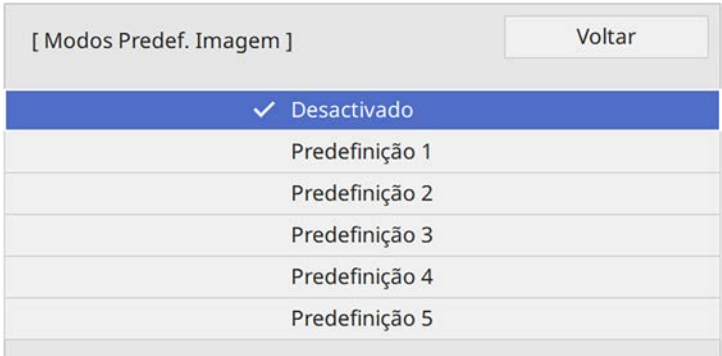 [ Modos Predef. Imagem ]
Voltar
Desactivado
Predefinição 1
Predefinição 2
Predefinição 3
Predefinição 4
Predefinição 5